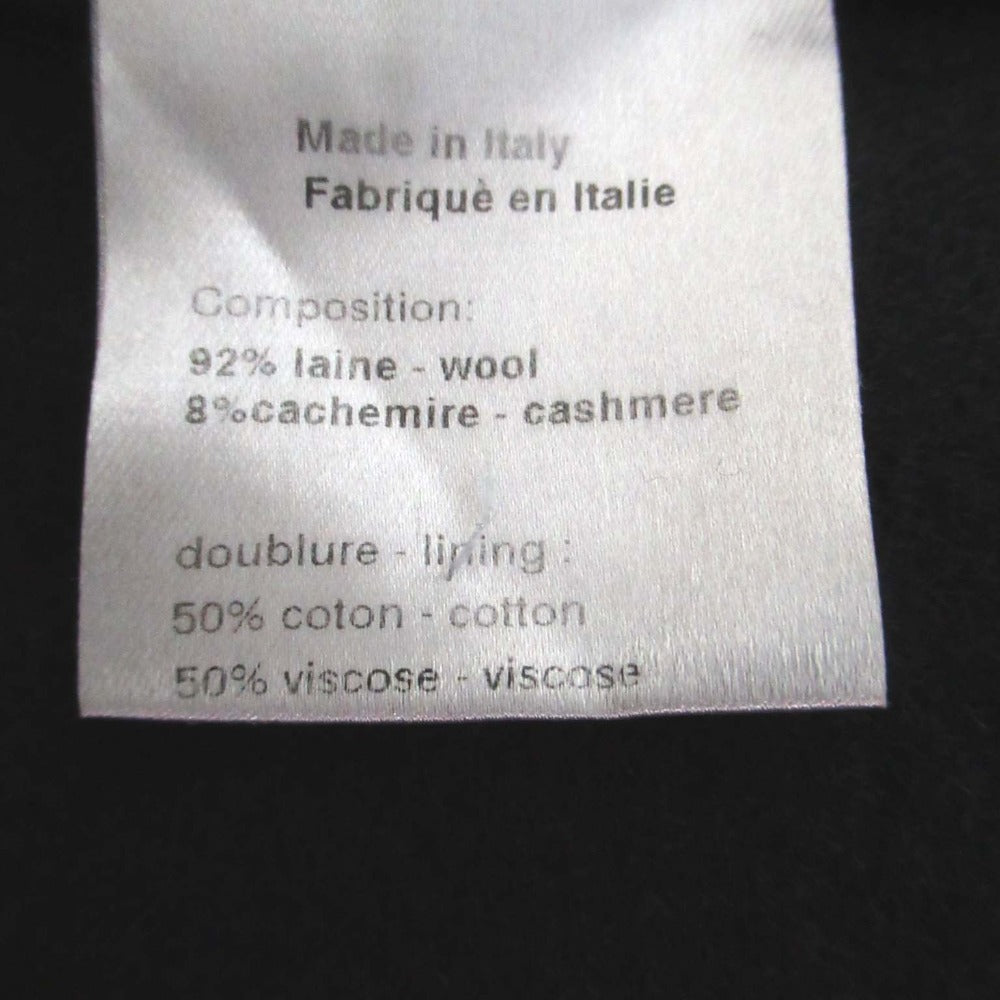 Made in Italy
Fabriquè en Italie
Composition:
92% laine - wool
8%cachemire - cashmere
doublure - lining :
50% coton - cotton
50% viscose - viscose